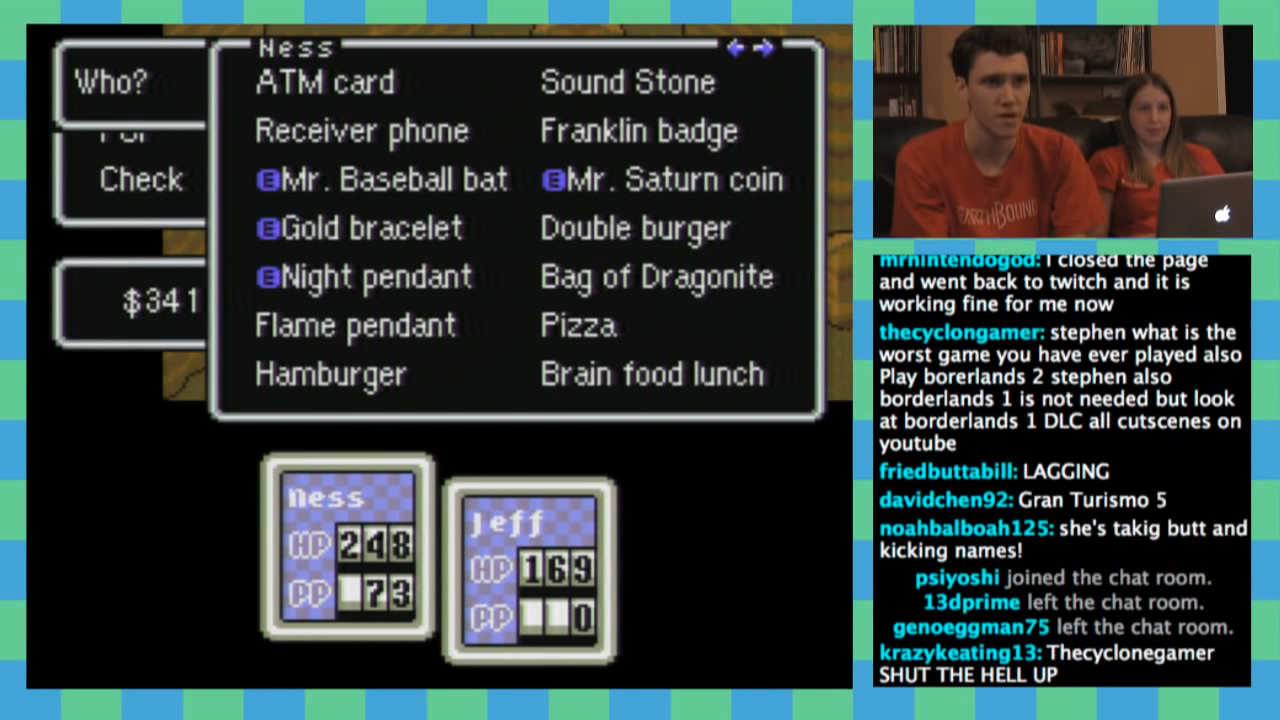 Ness
Who?
ATM card
Sound Stone
Receiver phone
Franklin badge
Check
E Mr. Baseball bat
E Mr. Saturn coin
E Gold bracelet
Double burger
E Night pendant
Bag of Dragonite
$341
Flame pendant
Pizza
Hamburger
Brain food lunch
Ness
HP 248
PP 73
Jeff
HP 169
PP 0
EARTHBOUND
mrnintendogod: I closed the page
and went back to twitch and it is
working fine for me now
thecyclongamer: stephen what is the
worst game you have ever played also
Play borerlands 2 stephen also
borderlands 1 is not needed but look
at borderlands 1 DLC all cutscenes on
youtube
friedbuttabill: LAGGING
davidchen92: Gran Turismo 5
noahbalboah125: she's takig butt and
kicking names!
psiyoshi joined the chat room.
13dprime left the chat room.
genoeggman75 left the chat room.
krazykeating13: Thecyclonegamer
SHUT THE HELL UP